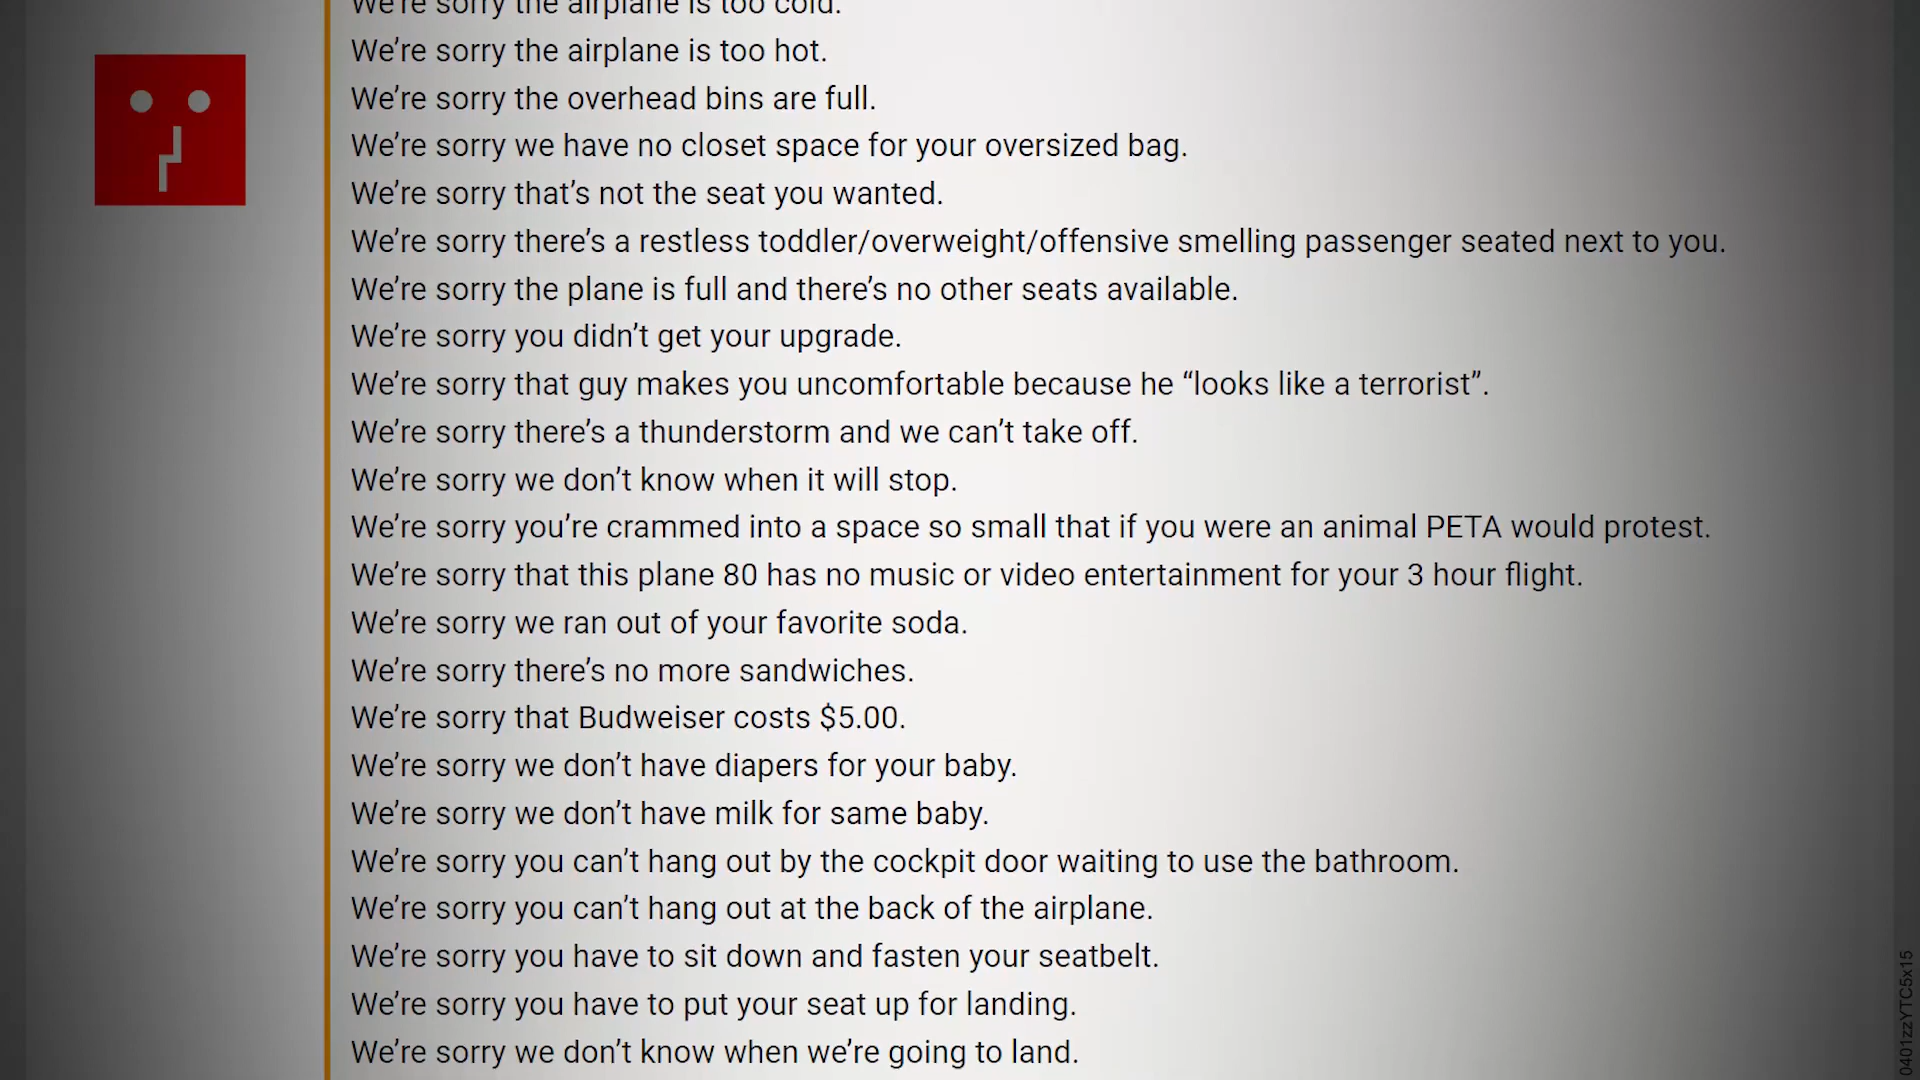 We're sorry the airplane is too cold.
We're sorry the airplane is too hot.
We're sorry the overhead bins are full.
We're sorry we have no closet space for your oversized bag.
We're sorry that's not the seat you wanted.
We're sorry there's a restless toddler/overweight/offensive smelling passenger seated next to you.
We're sorry the plane is full and there's no other seats available.
We're sorry you didn't get your upgrade.
We're sorry that guy makes you uncomfortable because he “looks like a terrorist”.
We're sorry there's a thunderstorm and we can't take off.
We're sorry we don't know when it will stop.
We're sorry you're crammed into a space so small that if you were an animal PETA would protest.
We're sorry that this plane 80 has no music or video entertainment for your 3 hour flight.
We're sorry we ran out of your favorite soda.
We're sorry there's no more sandwiches.
We're sorry that Budweiser costs $5.00.
We're sorry we don't have diapers for your baby.
We're sorry we don't have milk for same baby.
We're sorry you can't hang out by the cockpit door waiting to use the bathroom.
We're sorry you can't hang out at the back of the airplane.
We're sorry you have to sit down and fasten your seatbelt.
We're sorry you have to put your seat up for landing.
We're sorry we don't know when we're going to land.
0401zzYTC5x15